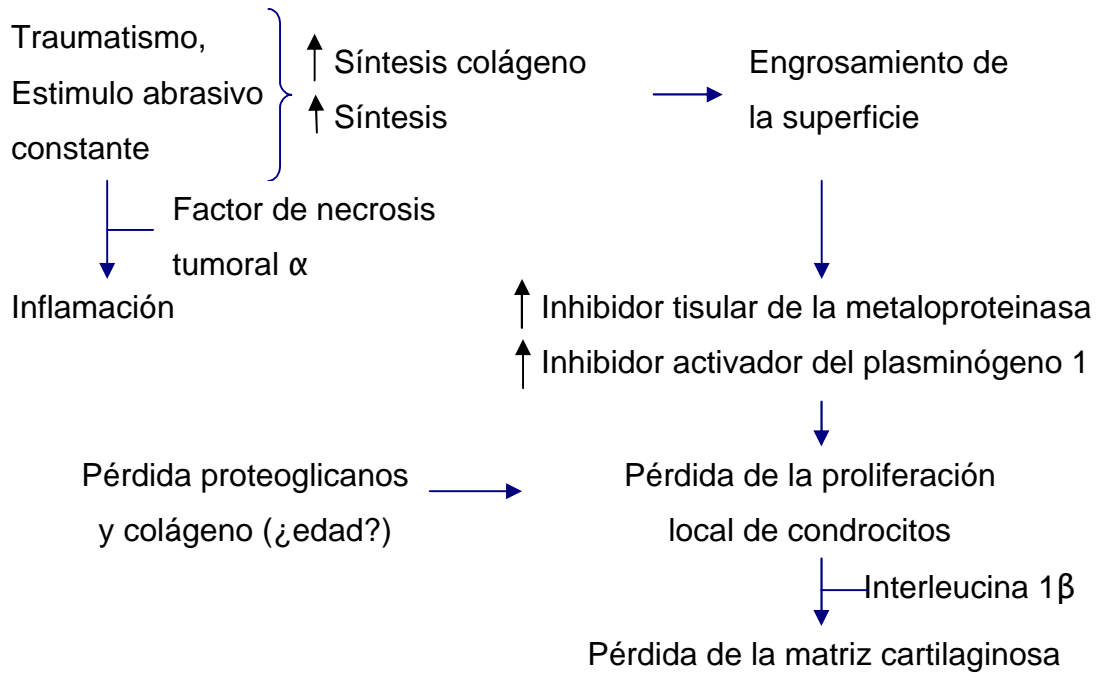 Traumatismo,
Estimulo abrasivo
constante
Síntesis colágeno
Síntesis
Engrosamiento de
la superficie
Factor de necrosis
tumoral α
Inflamación
Inhibidor tisular de la metaloproteinasa
Inhibidor activador del plasminógeno 1
Pérdida proteoglicanos
y colágeno (¿edad?)
Pérdida de la proliferación
local de condrocitos
Interleucina 1β
Pérdida de la matriz cartilaginosa